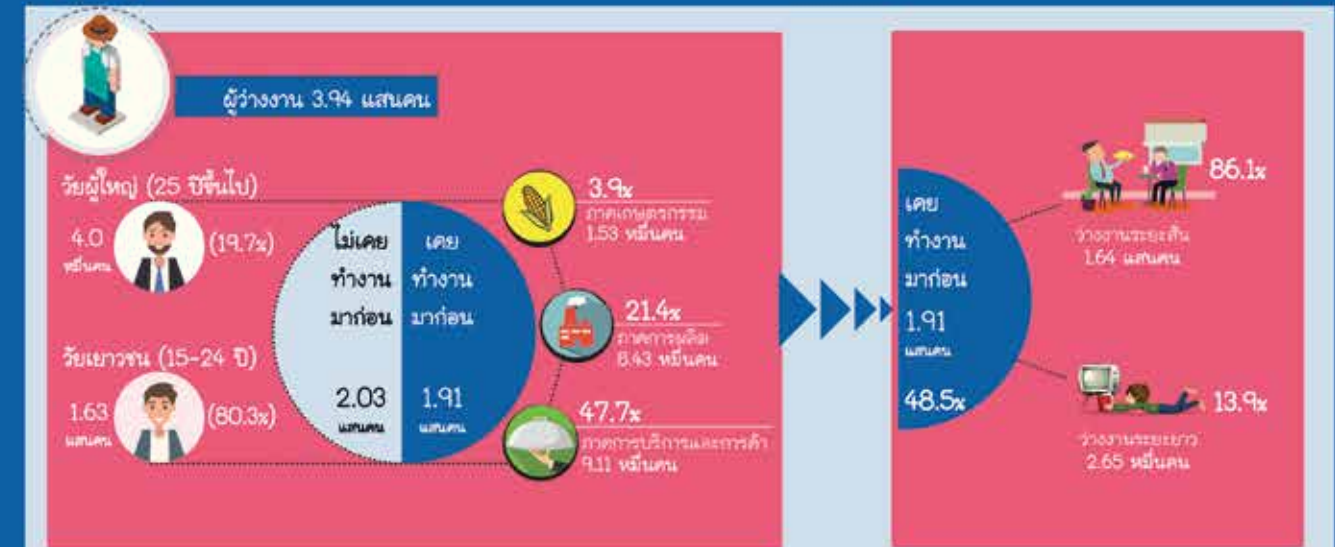 ผู้ว่างงาน 3.94 แสนคน
วัยผู้ใหญ่ (25 ปีขึ้นไป)
4.0
หมื่นคน
(19.7%)
วัยเยาวชน (15-24 ปี)
1.63
แสนคน
(80.3%)
ไม่เคย
ทำงาน
มาก่อน
2.03
แสนคน
เคย
ทำงาน
มาก่อน
1.91
แสนคน
3.9%
ภาคเกษตรกรรม
1.53 หมื่นคน
21.4%
ภาคการผลิต
8.43 หมื่นคน
47.7%
ภาคการบริการและการค้า
9.11 หมื่นคน
เคย
ทำงาน
มาก่อน
1.91
แสนคน
48.5%
86.1%
ว่างงานระยะสั้น
1.64 แสนคน
13.9%
ว่างงานระยะยาว
2.65 หมื่นคน